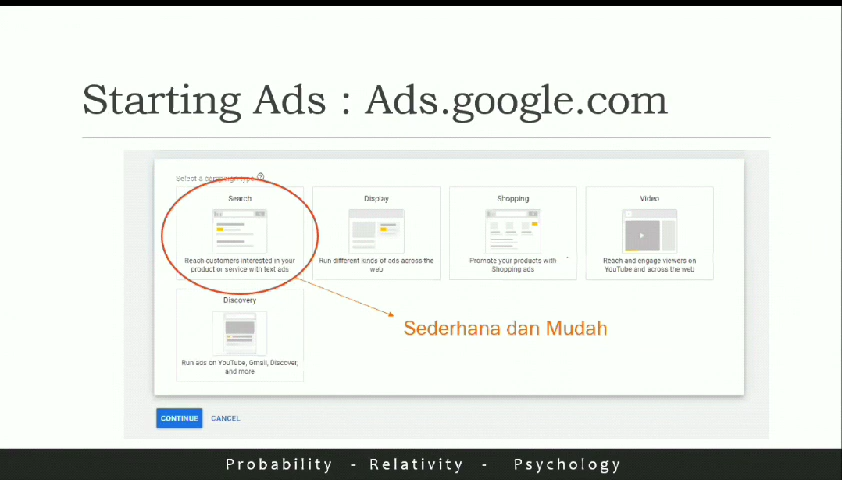 Starting Ads : Ads.google.com
Select a campaign type
Search
Reach customers interested in your
product or service with text ads
Display
Run different kinds of ads across the
web
Shopping
Promote your products with
Shopping ads
Video
Reach and engage viewers on
YouTube and across the web
Discovery
Run ads on YouTube, Gmail, Discover,
and more
Sederhana dan Mudah
CONTINUE CANCEL
Probability - Relativity - Psychology